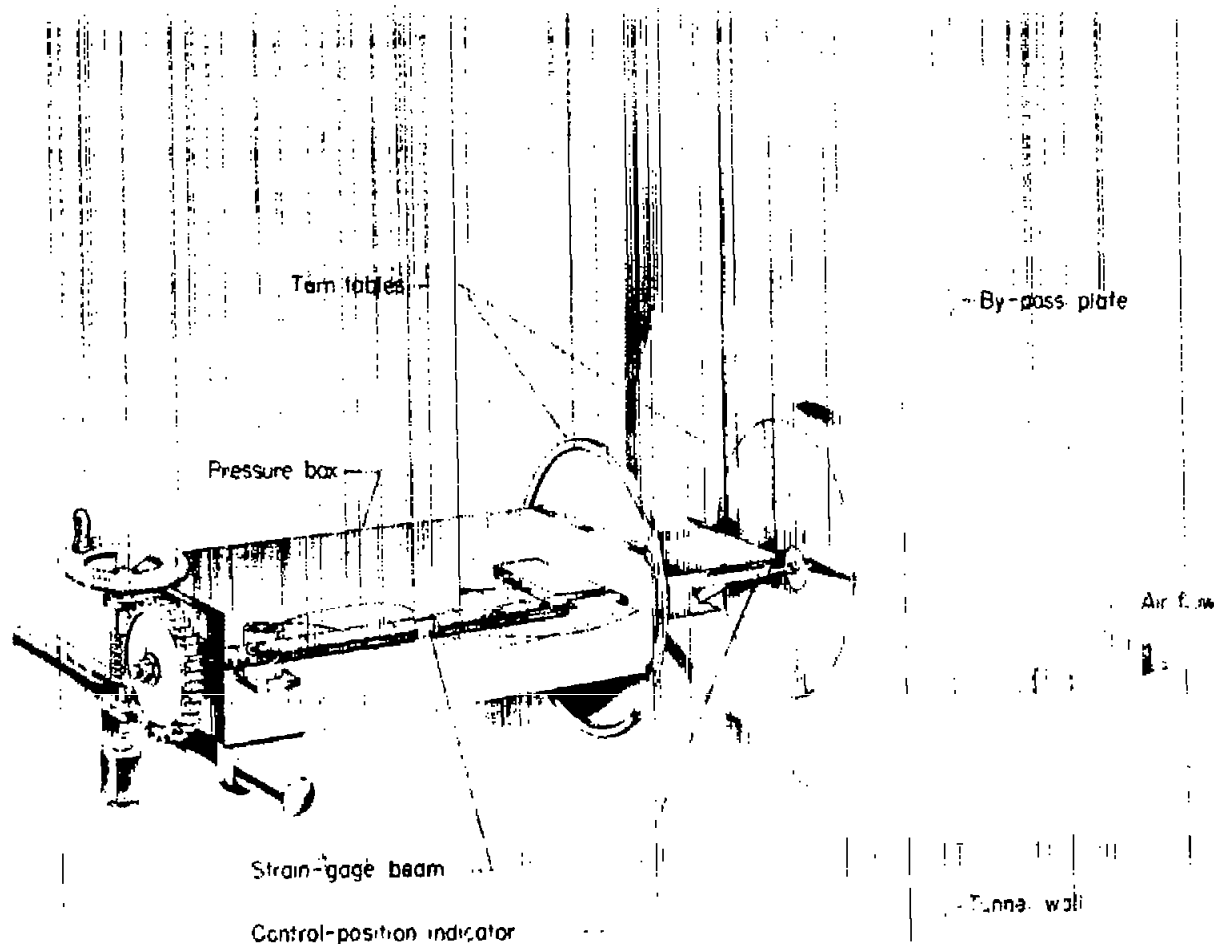 Turn tables
By-pass plate
Pressure box
Air flow
Strain-gage beam
Tunnel wall
Control-position indicator